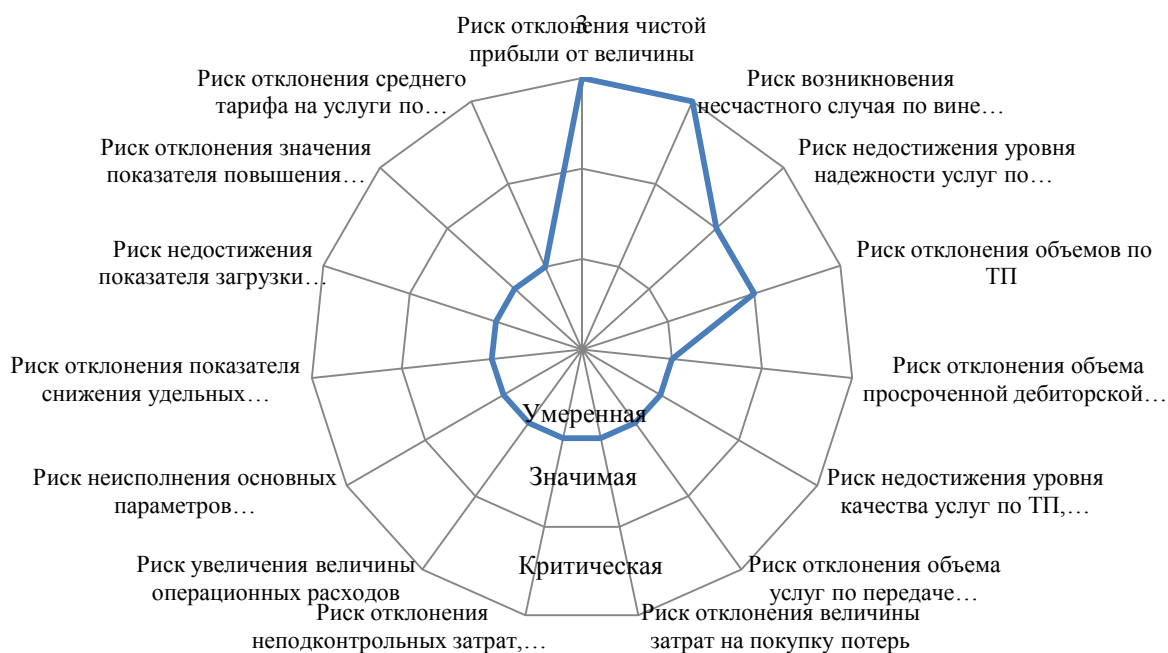 3
Риск отклонения чистой
прибыли от величины
Риск возникновения
несчастного случая по вине…
Риск недостижения уровня
надежности услуг по…
Риск отклонения объемов по
ТП
Риск отклонения объема
просроченной дебиторской…
Риск недостижения уровня
качества услуг по ТП,…
Риск отклонения объема
услуг по передаче…
Риск отклонения величины
затрат на покупку потерь
Риск отклонения
неподконтрольных затрат,…
Риск увеличения величины
операционных расходов
Риск неисполнения основных
параметров…
Риск отклонения показателя
снижения удельных…
Риск недостижения
показателя загрузки…
Риск отклонения значения
показателя повышения…
Риск отклонения среднего
тарифа на услуги по…
Умеренная
Значимая
Критическая